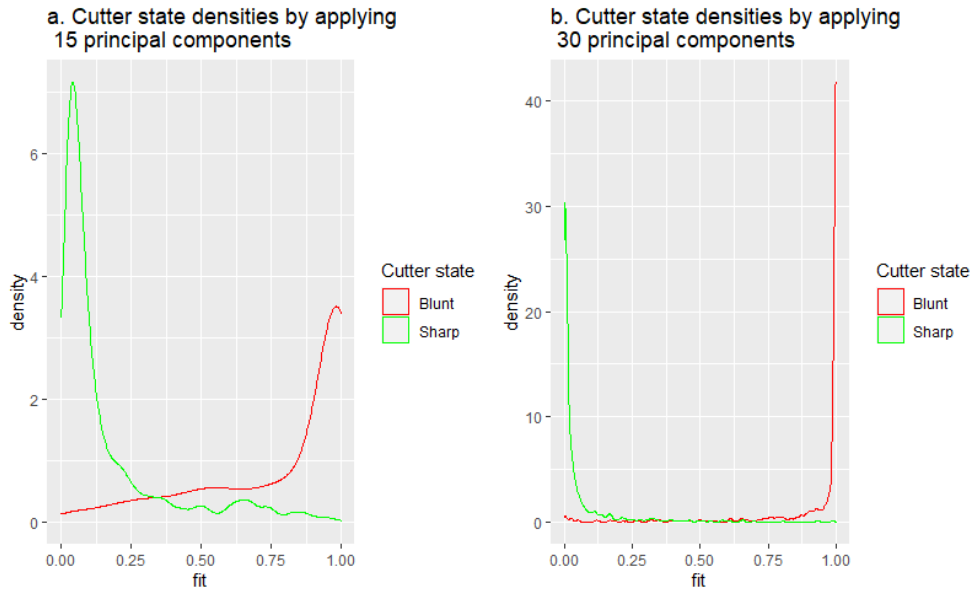 a. Cutter state densities by applying
15 principal components
density
6
4
2
0
0.00 0.25 0.50 0.75 1.00
fit
Cutter state
Blunt
Sharp
b. Cutter state densities by applying
30 principal components
density
40
30
20
10
0
0.00 0.25 0.50 0.75 1.00
fit
Cutter state
Blunt
Sharp